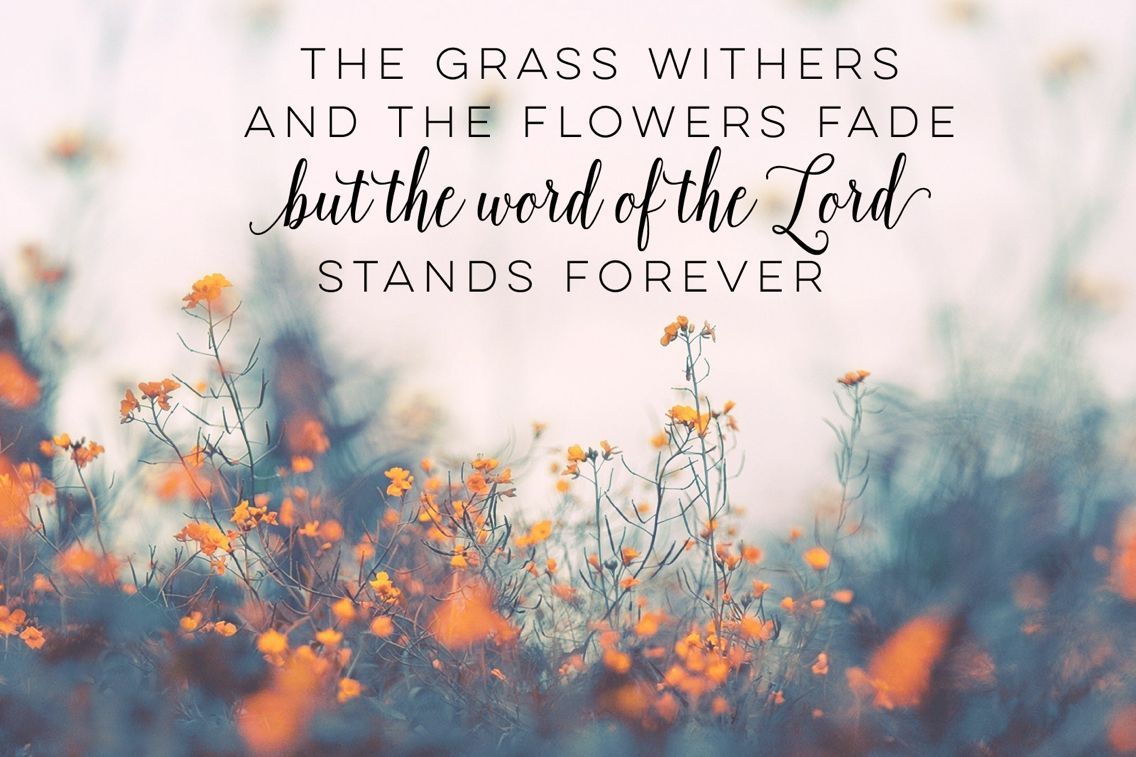 THE GRASS WITHERS
AND THE FLOWERS FADE
but the word of the Lord
STANDS FOREVER